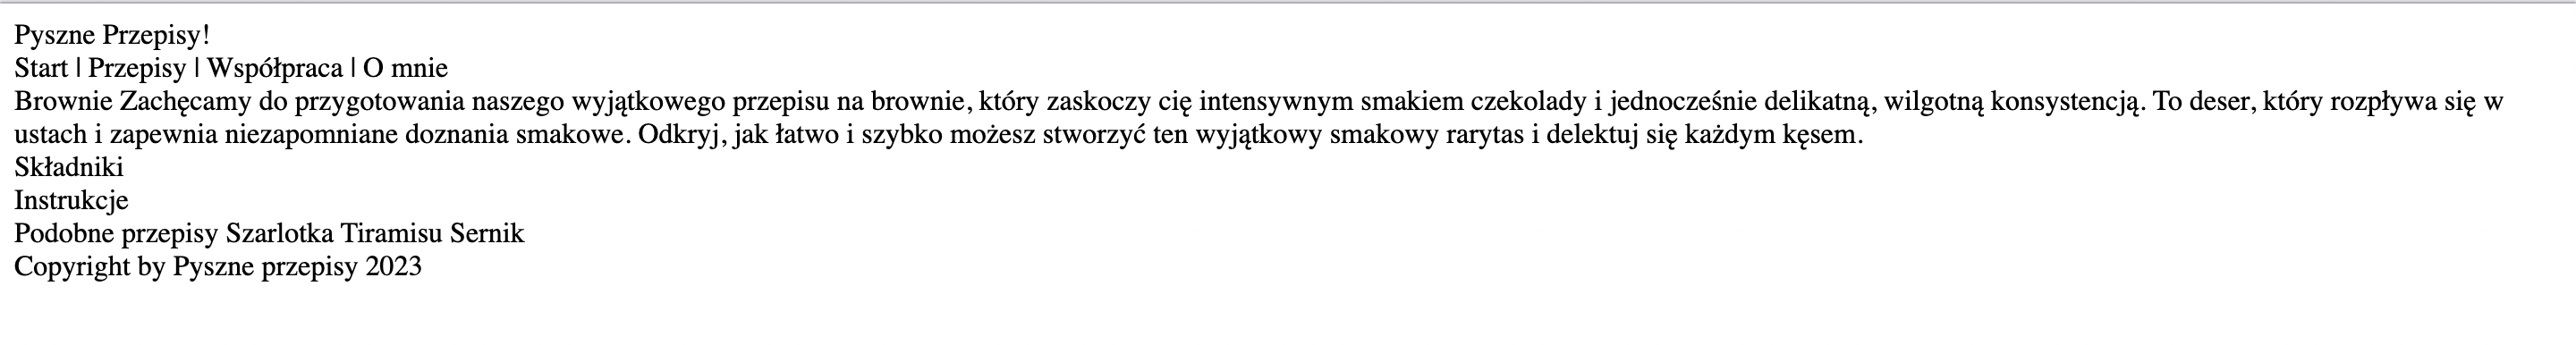 Pyszne Przepisy!
Start | Przepisy | Współpraca | O mnie
Brownie Zachęcamy do przygotowania naszego wyjątkowego przepisu na brownie, który zaskoczy cię intensywnym smakiem czekolady i jednocześnie delikatną, wilgotną konsystencją. To deser, który rozpływa się w
ustach i zapewnia niezapomniane doznania smakowe. Odkryj, jak łatwo i szybko możesz stworzyć ten wyjątkowy smakowy rarytas i delektuj się każdym kęsem.
Składniki
Instrukcje
Podobne przepisy Szarlotka Tiramisu Sernik
Copyright by Pyszne przepisy 2023